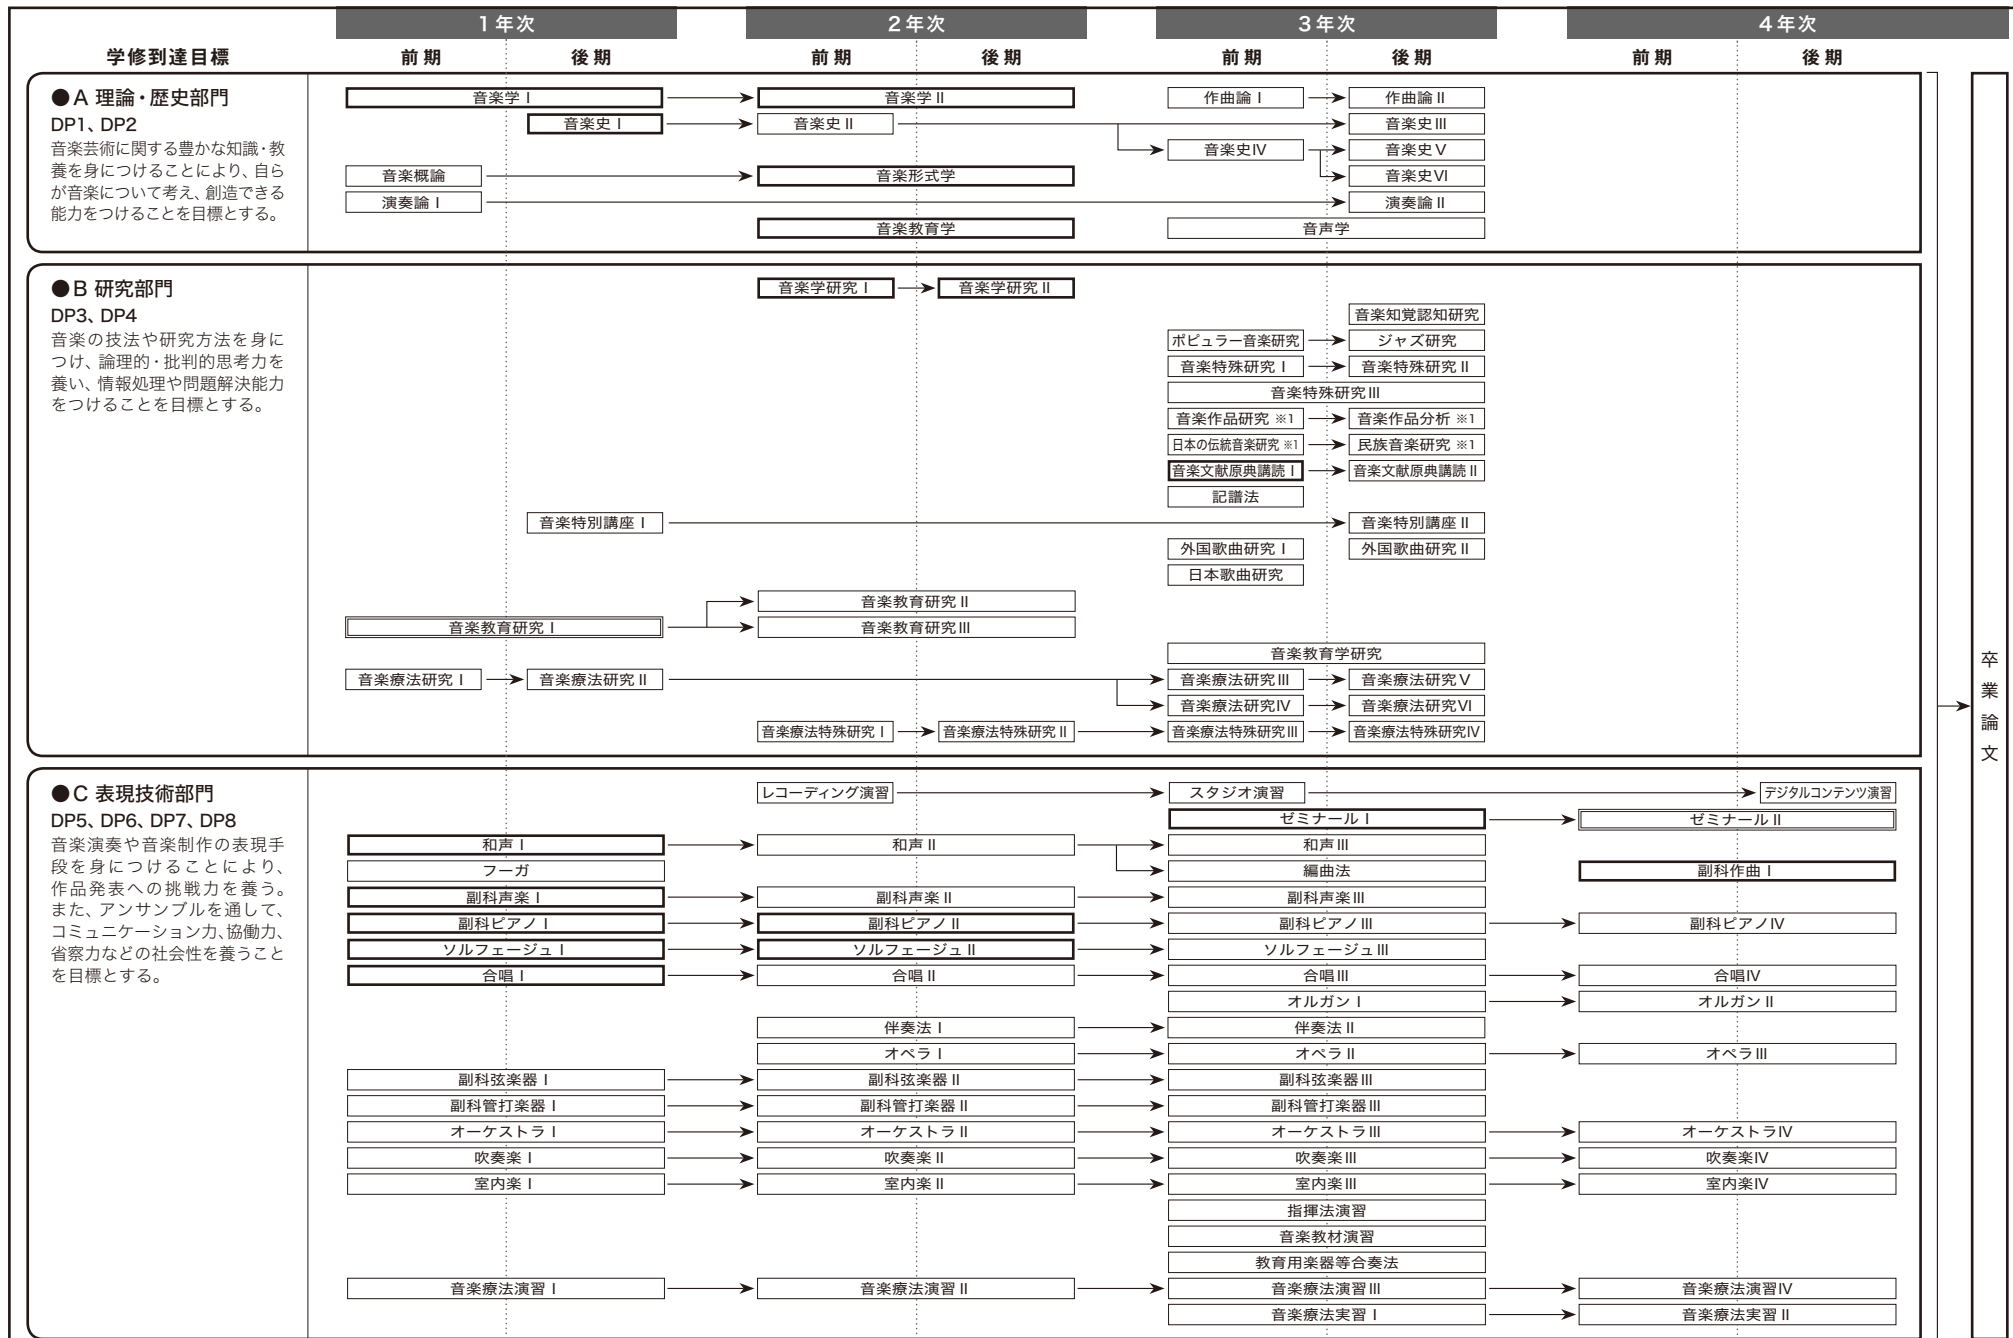 1年次 2年次 3年次 4年次
学修到達目標 前期 後期 前期 後期 前期 後期 前期 後期
●A 理論・歴史部門
DP1、DP2
音楽芸術に関する豊かな知識・教
養を身につけることにより、自ら
が音楽について考え、創造できる
能力をつけることを目標とする。
音楽学Ⅰ 音楽学Ⅱ 作曲論Ⅰ 作曲論Ⅱ
音楽史Ⅰ 音楽史Ⅱ 音楽史Ⅲ
音楽史Ⅳ 音楽史Ⅴ
音楽概論 音楽形式学 音楽史Ⅵ
演奏論Ⅰ 演奏論Ⅱ
音楽教育学 音声学
●B 研究部門
DP3、DP4
音楽の技法や研究方法を身に
つけ、論理的・批判的思考力を
養い、情報処理や問題解決能力
をつけることを目標とする。
音楽学研究Ⅰ 音楽学研究Ⅱ
音楽知覚認知研究
ポピュラー音楽研究 ジャズ研究
音楽特殊研究Ⅰ 音楽特殊研究Ⅱ
音楽特殊研究Ⅲ
音楽作品研究 ※1 音楽作品分析 ※1
日本の伝統音楽研究 ※1 民族音楽研究 ※1
音楽文献原典講読Ⅰ 音楽文献原典講読Ⅱ
記譜法
音楽特別講座Ⅰ 音楽特別講座Ⅱ
外国歌曲研究Ⅰ 外国歌曲研究Ⅱ
日本歌曲研究
音楽教育研究Ⅱ
音楽教育研究Ⅰ 音楽教育研究Ⅲ
音楽教育学研究
音楽療法研究Ⅰ 音楽療法研究Ⅱ 音楽療法研究Ⅲ 音楽療法研究Ⅴ
音楽療法研究Ⅳ 音楽療法研究Ⅵ
音楽療法特殊研究Ⅰ 音楽療法特殊研究Ⅱ 音楽療法特殊研究Ⅲ 音楽療法特殊研究Ⅳ
●C 表現技術部門
DP5、DP6、DP7、DP8
音楽演奏や音楽制作の表現手
段を身につけることにより、
作品発表への挑戦力を養う。
また、アンサンブルを通して、
コミュニケーション力、協働力、
省察力などの社会性を養うこと
を目標とする。
レコーディング演習 スタジオ演習 デジタルコンテンツ演習
ゼミナールⅠ ゼミナールⅡ
和声Ⅰ 和声Ⅱ 和声Ⅲ
フーガ 編曲法 副科作曲Ⅰ
副科声楽Ⅰ 副科声楽Ⅱ 副科声楽Ⅲ
副科ピアノⅠ 副科ピアノⅡ 副科ピアノⅢ 副科ピアノⅣ
ソルフェージュⅠ ソルフェージュⅡ ソルフェージュⅢ
合唱Ⅰ 合唱Ⅱ 合唱Ⅲ 合唱Ⅳ
オルガンⅠ オルガンⅡ
伴奏法Ⅰ 伴奏法Ⅱ
オペラⅠ オペラⅡ オペラⅢ
副科弦楽器Ⅰ 副科弦楽器Ⅱ 副科弦楽器Ⅲ
副科管打楽器Ⅰ 副科管打楽器Ⅱ 副科管打楽器Ⅲ
オーケストラⅠ オーケストラⅡ オーケストラⅢ オーケストラⅣ
吹奏楽Ⅰ 吹奏楽Ⅱ 吹奏楽Ⅲ 吹奏楽Ⅳ
室内楽Ⅰ 室内楽Ⅱ 室内楽Ⅲ 室内楽Ⅳ
指揮法演習
音楽教材演習
教育用楽器等合奏法
音楽療法演習Ⅰ 音楽療法演習Ⅱ 音楽療法演習Ⅲ 音楽療法演習Ⅳ
音楽療法実習Ⅰ 音楽療法実習Ⅱ
卒業論文